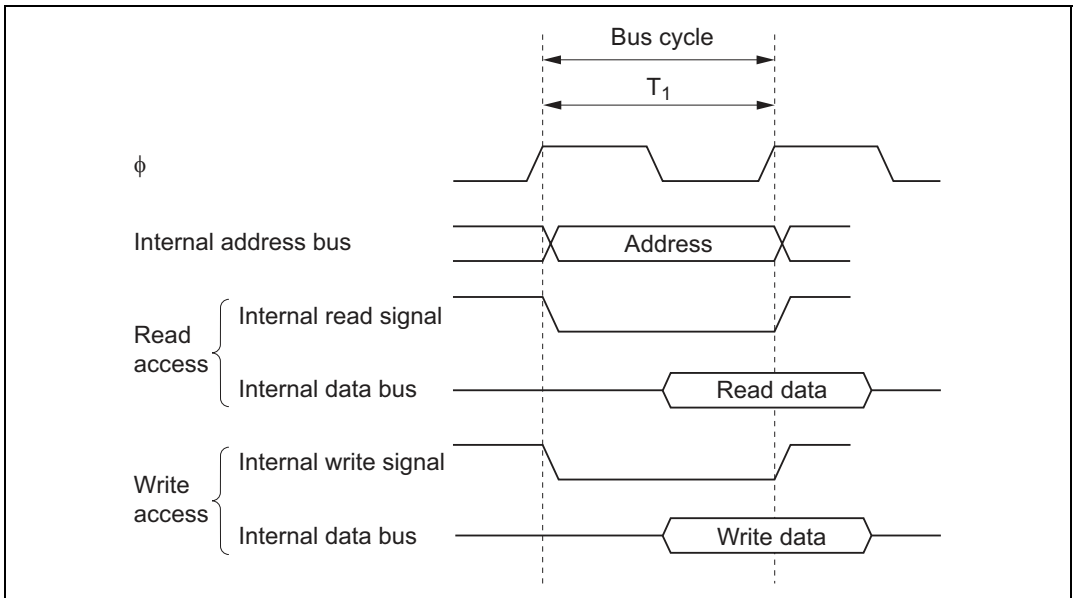 Bus cycle
T₁
ϕ
Internal address bus
Address
Read access
Internal read signal
Internal data bus
Read data
Write access
Internal write signal
Internal data bus
Write data